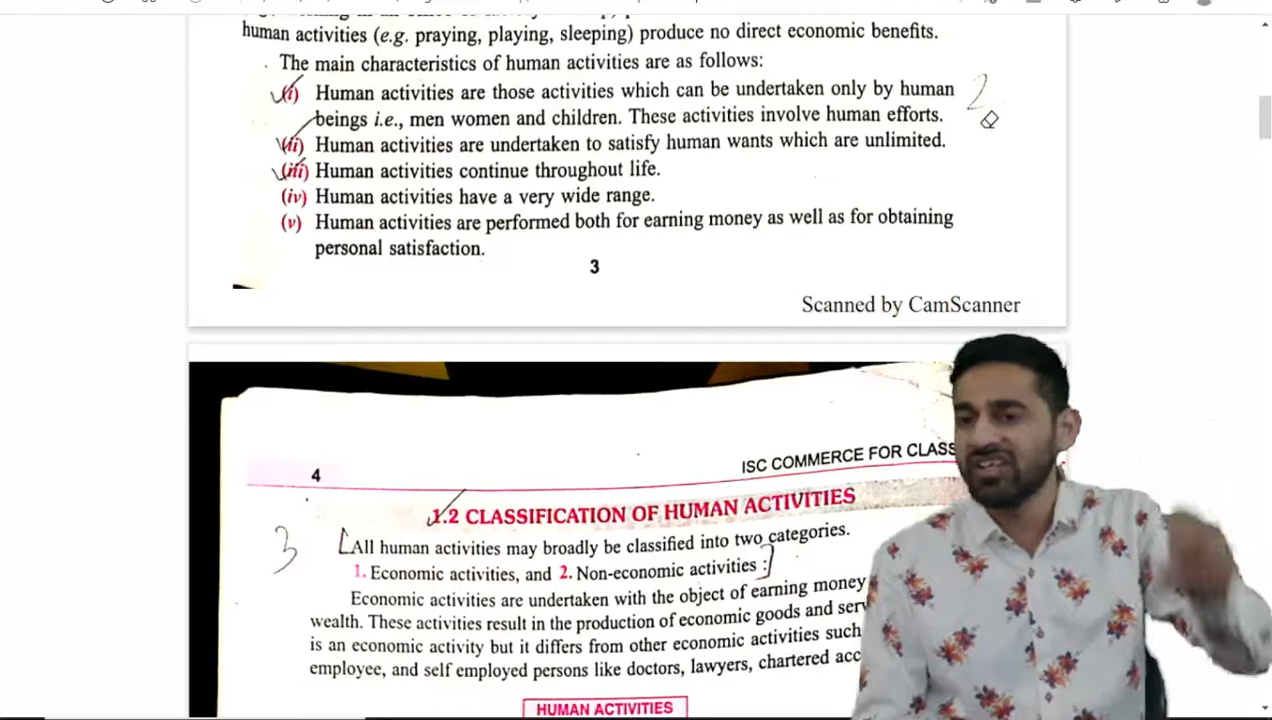 human activities (e.g. praying, playing, sleeping) produce no direct economic benefits.
The main characteristics of human activities are as follows:
(i) Human activities are those activities which can be undertaken only by human
beings i.e., men women and children. These activities involve human efforts.
(ii) Human activities are undertaken to satisfy human wants which are unlimited.
(iii) Human activities continue throughout life.
(iv) Human activities have a very wide range.
(v) Human activities are performed both for earning money as well as for obtaining
personal satisfaction.
2
3
Scanned by CamScanner
4
ISC COMMERCE FOR CLASS
1.2 CLASSIFICATION OF HUMAN ACTIVITIES
3
All human activities may broadly be classified into two categories.
1. Economic activities, and 2. Non-economic activities :
Economic activities are undertaken with the object of earning money
wealth. These activities result in the production of economic goods and
is an economic activity but it differs from other economic activities such
employee, and self employed persons like doctors, lawyers, chartered
HUMAN ACTIVITIES